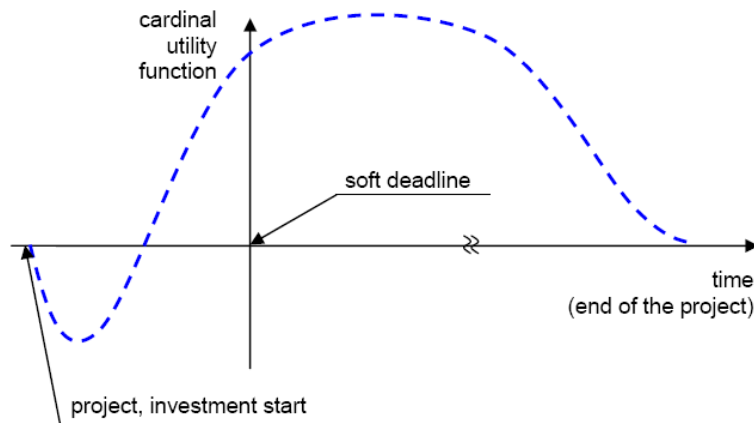 cardinal
utility
function
soft deadline
time
(end of the project)
project, investment start